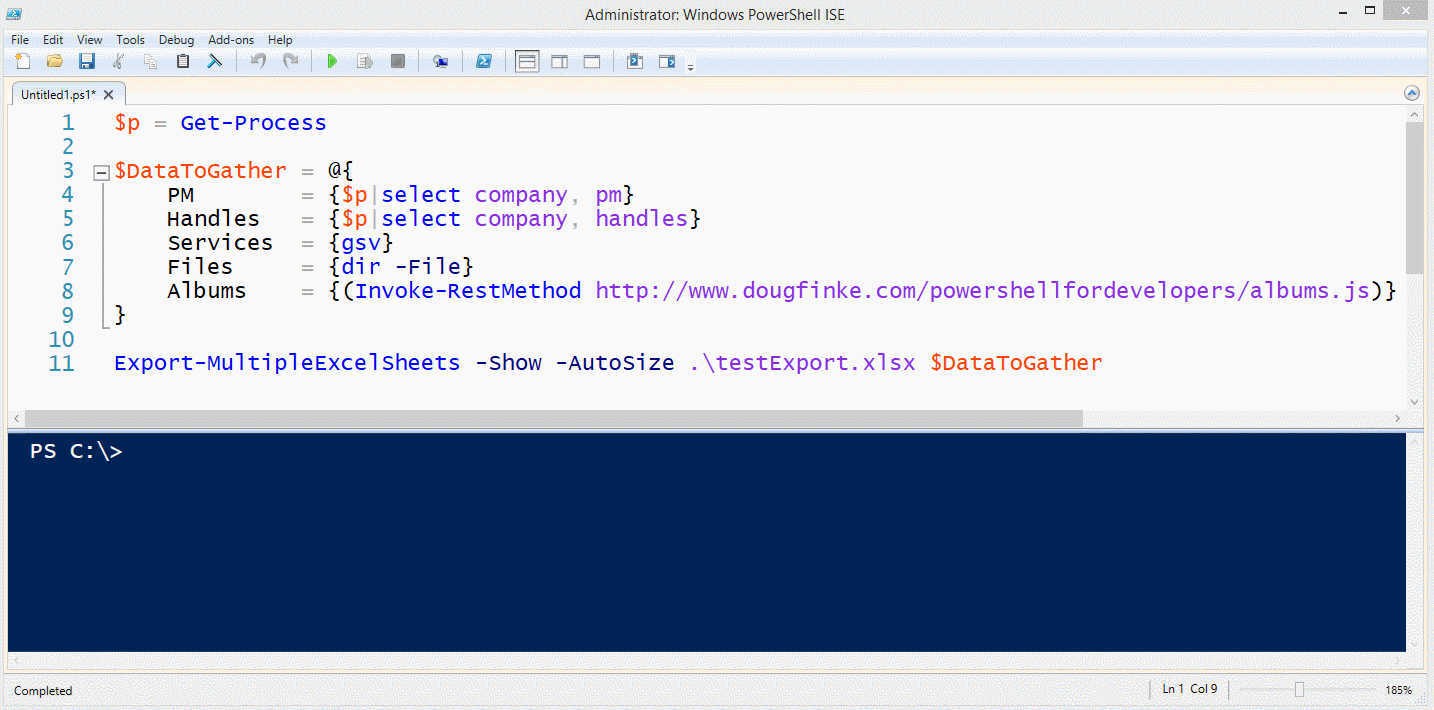 Administrator: Windows PowerShell ISE
File Edit View Tools Debug Add-ons Help
Untitled1.ps1*
1 $p = Get-Process
2
3 $DataToGather = @{
4     PM        = {$p|select company, pm}
5     Handles   = {$p|select company, handles}
6     Services  = {gsv}
7     Files     = {dir -File}
8     Albums    = {(Invoke-RestMethod http://www.dougfinke.com/powershellfordevelopers/albums.js)}
9 }
10
11 Export-MultipleExcelSheets -Show -AutoSize .\testExport.xlsx $DataToGather
PS C:\>
Completed Ln 1 Col 9 185%